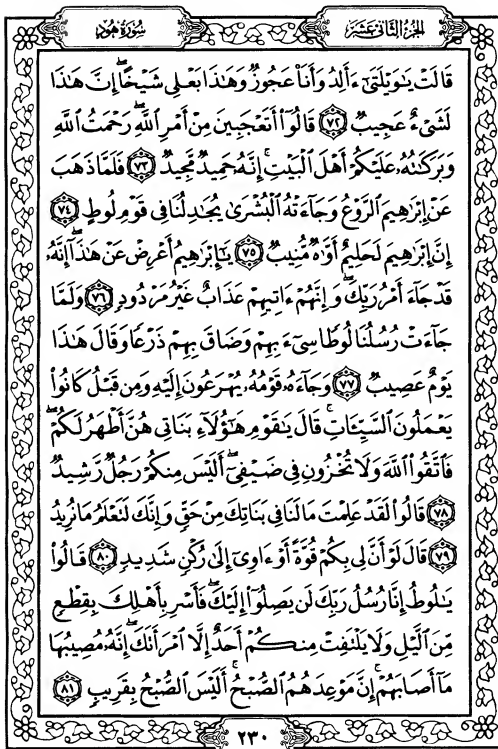 الجزء الثاني عشر
سورة هود
قَالَتْ يَٰوَيْلَتَىٰٓ ءَأَلِدُ وَأَنَا۠ عَجُوزٌ وَهَٰذَا بَعْلِى شَيْخًا ۖ إِنَّ هَٰذَا
لَشَىْءٌ عَجِيبٌ ﴿٧٢﴾ قَالُوٓا۟ أَتَعْجَبِينَ مِنْ أَمْرِ ٱللَّهِ ۖ رَحْمَتُ ٱللَّهِ
وَبَرَكَٰتُهُۥ عَلَيْكُمْ أَهْلَ ٱلْبَيْتِ ۚ إِنَّهُۥ حَمِيدٌ مَّجِيدٌ ﴿٧٣﴾ فَلَمَّا ذَهَبَ
عَنْ إِبْرَٰهِيمَ ٱلرَّوْعُ وَجَآءَتْهُ ٱلْبُشْرَىٰ يُجَٰدِلُنَا فِى قَوْمِ لُوطٍ ﴿٧٤﴾
إِنَّ إِبْرَٰهِيمَ لَحَلِيمٌ أَوَّٰهٌ مُّنِيبٌ ﴿٧٥﴾ يَٰٓإِبْرَٰهِيمُ أَعْرِضْ عَنْ هَٰذَآ ۖ إِنَّهُۥ
قَدْ جَآءَ أَمْرُ رَبِّكَ ۖ وَإِنَّهُمْ ءَاتِيهِمْ عَذَابٌ غَيْرُ مَرْدُودٍ ﴿٧٦﴾ وَلَمَّا
جَآءَتْ رُسُلُنَا لُوطًا سِىٓءَ بِهِمْ وَضَاقَ بِهِمْ ذَرْعًا وَقَالَ هَٰذَا
يَوْمٌ عَصِيبٌ ﴿٧٧﴾ وَجَآءَهُۥ قَوْمُهُۥ يُهْرَعُونَ إِلَيْهِ وَمِن قَبْلُ كَانُوا۟
يَعْمَلُونَ ٱلسَّيِّـَٔاتِ ۚ قَالَ يَٰقَوْمِ هَٰٓؤُلَآءِ بَنَاتِى هُنَّ أَطْهَرُ لَكُمْ ۖ
فَٱتَّقُوا۟ ٱللَّهَ وَلَا تُخْزُونِ فِى ضَيْفِىٓ ۖ أَلَيْسَ مِنكُمْ رَجُلٌ رَّشِيدٌ
﴿٧٨﴾ قَالُوا۟ لَقَدْ عَلِمْتَ مَا لَنَا فِى بَنَاتِكَ مِنْ حَقٍّ وَإِنَّكَ لَتَعْلَمُ مَا نُرِيدُ
﴿٧٩﴾ قَالَ لَوْ أَنَّ لِى بِكُمْ قُوَّةً أَوْ ءَاوِىٓ إِلَىٰ رُكْنٍ شَدِيدٍ ﴿٨٠﴾ قَالُوا۟
يَٰلُوطُ إِنَّا رُسُلُ رَبِّكَ لَن يَصِلُوٓا۟ إِلَيْكَ ۖ فَأَسْرِ بِأَهْلِكَ بِقِطْعٍ
مِّنَ ٱلَّيْلِ وَلَا يَلْتَفِتْ مِنكُمْ أَحَدٌ إِلَّا ٱمْرَأَتَكَ ۖ إِنَّهُۥ مُصِيبُهَا
مَآ أَصَابَهُمْ ۚ إِنَّ مَوْعِدَهُمُ ٱلصُّبْحُ ۚ أَلَيْسَ ٱلصُّبْحُ بِقَرِيبٍ ﴿٨١﴾
٢٣٠